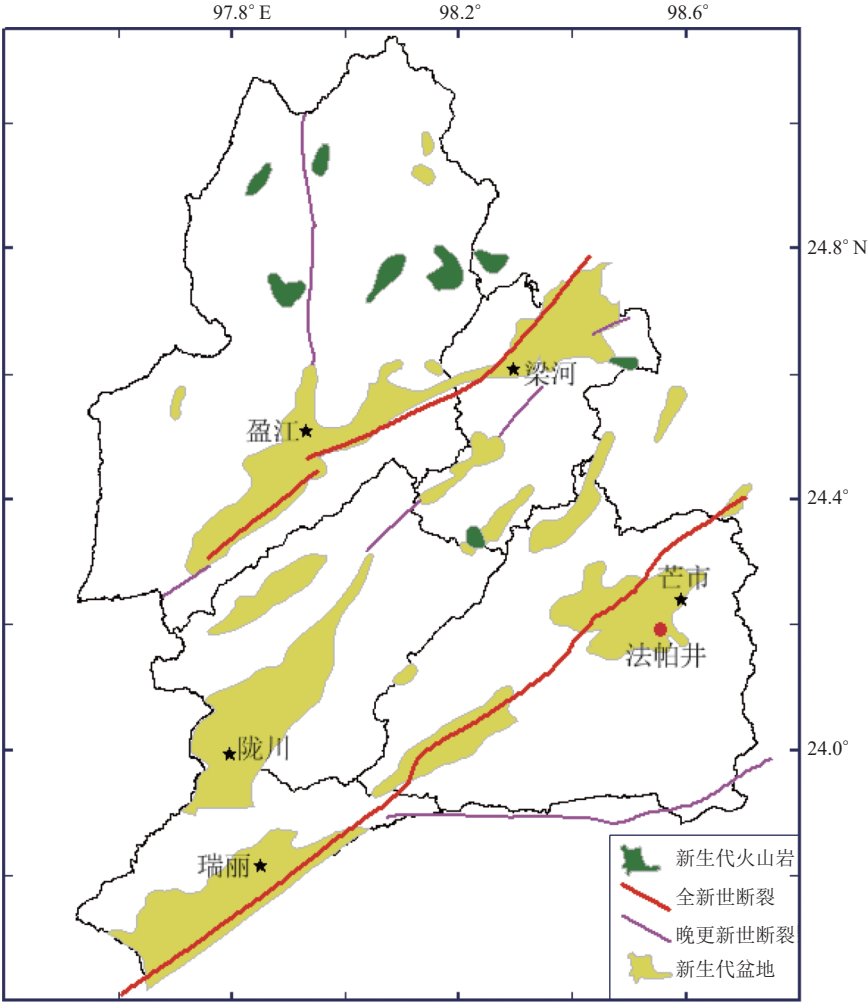 97.8° E
98.2°
98.6°
24.8° N
梁河
盈江
24.4°
芒市
法帕井
陇川
24.0°
瑞丽
新生代火山岩
全新世断裂
晚更新世断裂
新生代盆地